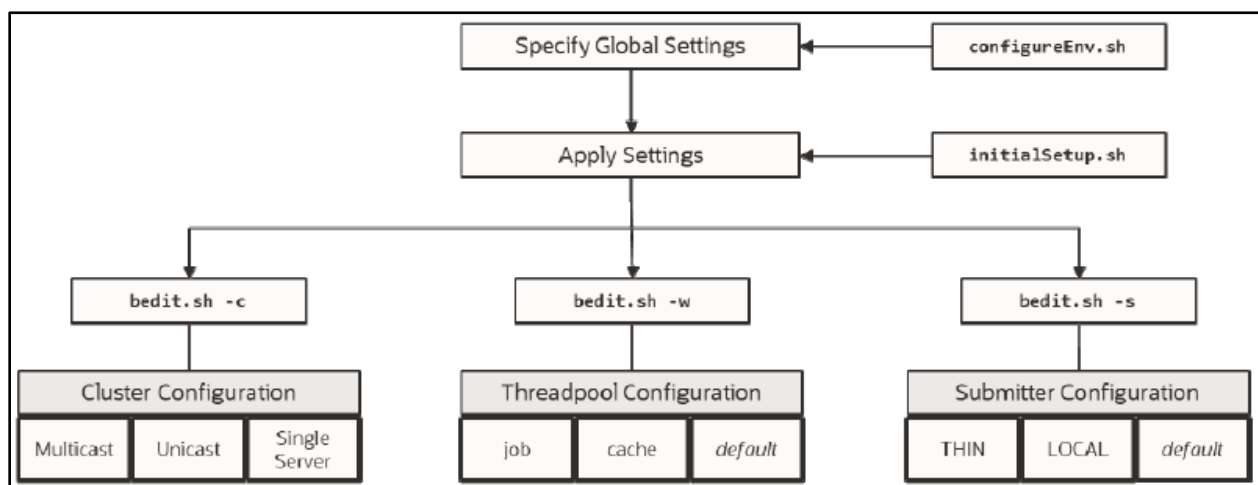 Specify Global Settings
configureEnv.sh
Apply Settings
initialSetup.sh
bedit.sh -c
bedit.sh -w
bedit.sh -s
Cluster Configuration
Threadpool Configuration
Submitter Configuration
Multicast
Unicast
Single
Server
job
cache
default
THIN
LOCAL
default